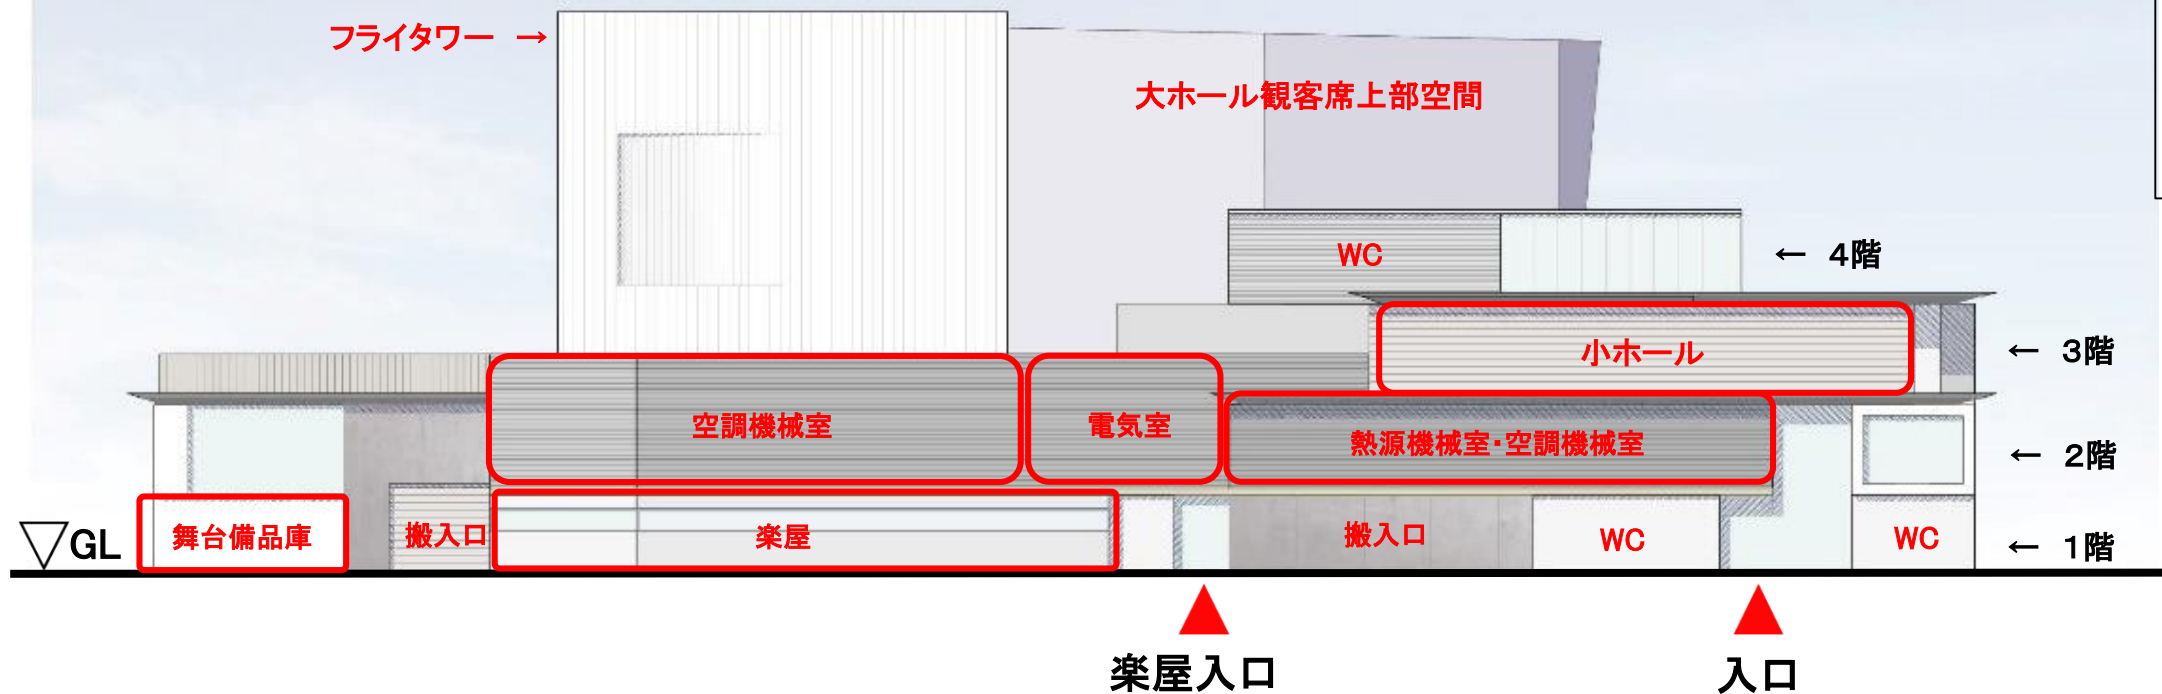 フライタワー →
大ホール観客席上部空間
WC
← 4階
小ホール
← 3階
空調機械室
電気室
熱源機械室・空調機械室
← 2階
▽GL
舞台備品庫
搬入口
楽屋
搬入口
WC
WC
← 1階
楽屋入口
入口